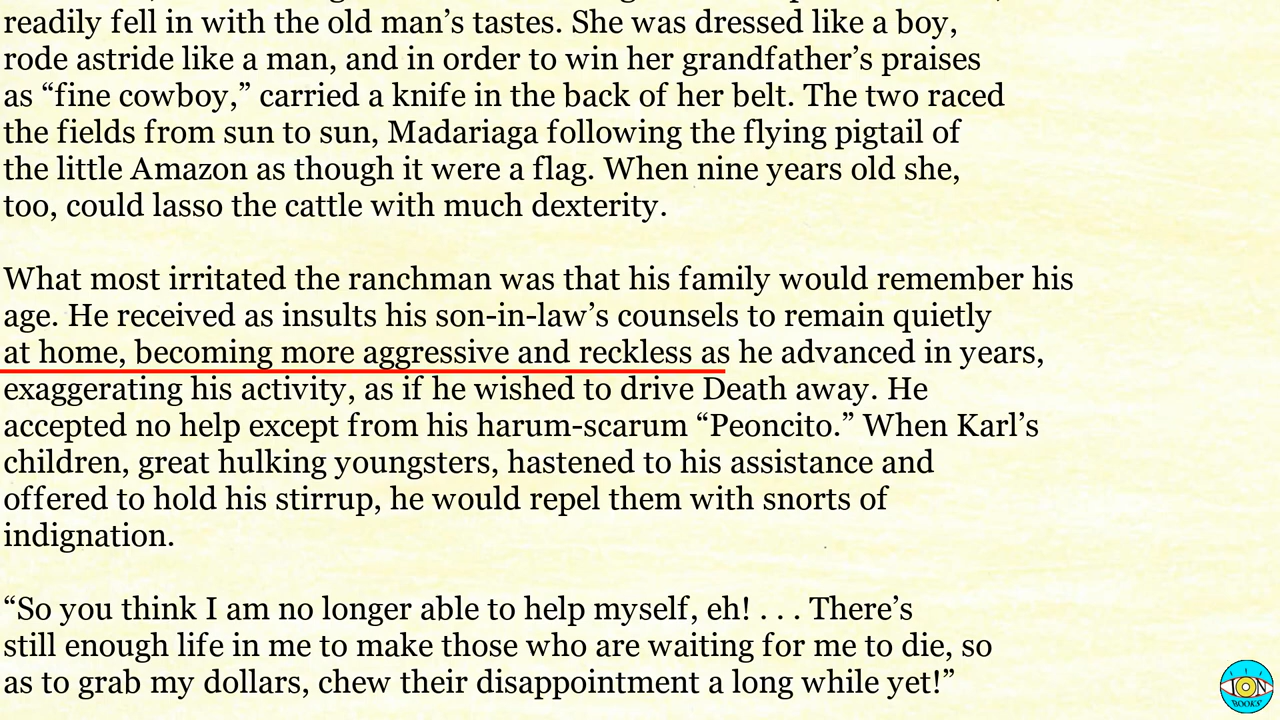 readily fell in with the old man’s tastes. She was dressed like a boy,
rode astride like a man, and in order to win her grandfather’s praises
as “fine cowboy,” carried a knife in the back of her belt. The two raced
the fields from sun to sun, Madariaga following the flying pigtail of
the little Amazon as though it were a flag. When nine years old she,
too, could lasso the cattle with much dexterity.
What most irritated the ranchman was that his family would remember his
age. He received as insults his son-in-law’s counsels to remain quietly
at home, becoming more aggressive and reckless as he advanced in years,
exaggerating his activity, as if he wished to drive Death away. He
accepted no help except from his harum-scarum “Peoncito.” When Karl’s
children, great hulking youngsters, hastened to his assistance and
offered to hold his stirrup, he would repel them with snorts of
indignation.
“So you think I am no longer able to help myself, eh! . . . There’s
still enough life in me to make those who are waiting for me to die, so
as to grab my dollars, chew their disappointment a long while yet!”
ION
BOOKS